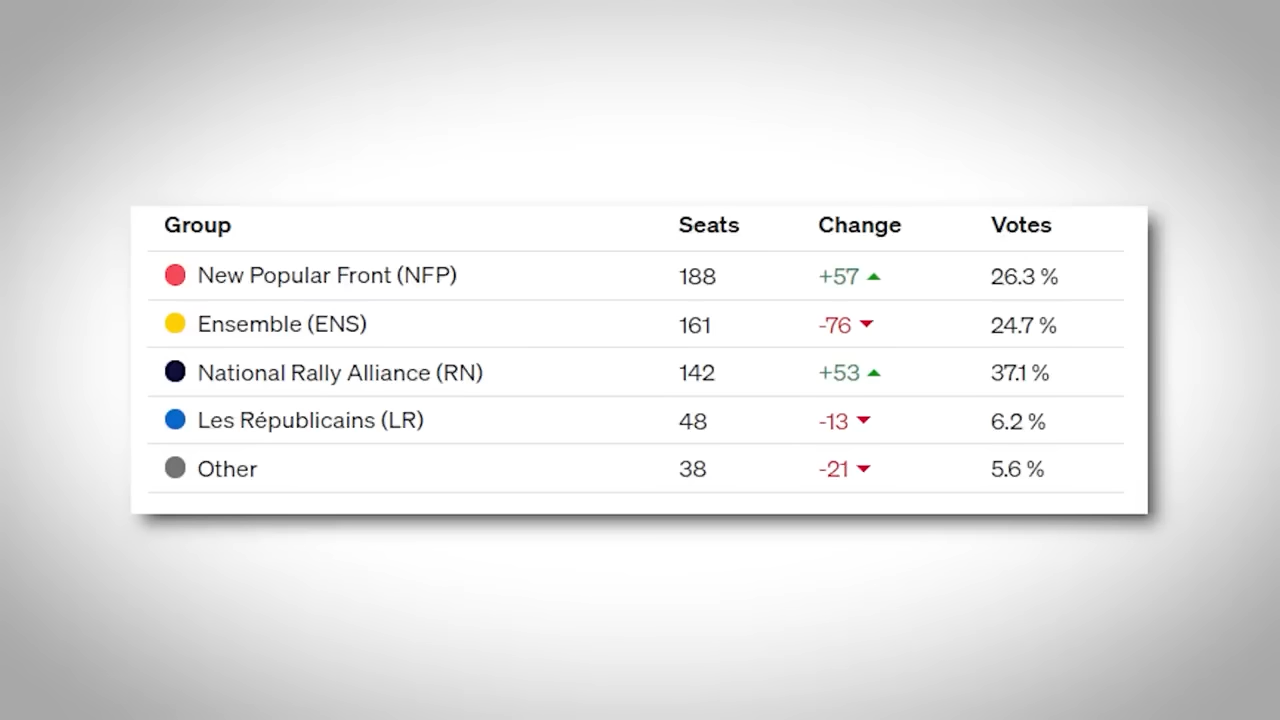 Group Seats Change Votes
New Popular Front (NFP) 188 +57 26.3 %
Ensemble (ENS) 161 -76 24.7 %
National Rally Alliance (RN) 142 +53 37.1 %
Les Républicains (LR) 48 -13 6.2 %
Other 38 -21 5.6 %